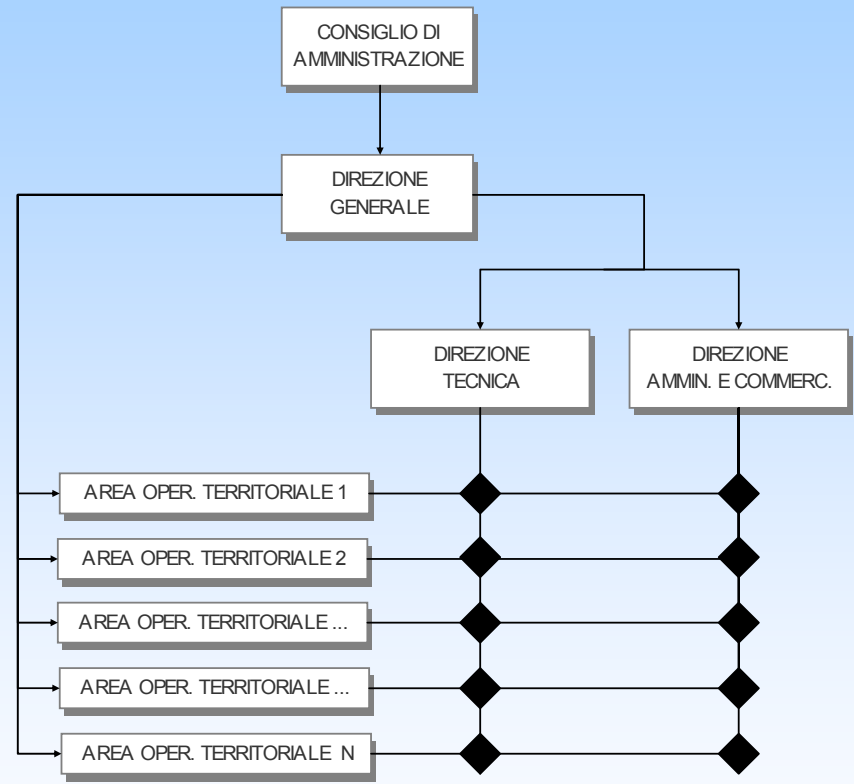 CONSIGLIO DI
AMMINISTRAZIONE
DIREZIONE
GENERALE
DIREZIONE
TECNICA
DIREZIONE
AMMIN. E COMMERC.
AREA OPER. TERRITORIALE 1
AREA OPER. TERRITORIALE 2
AREA OPER. TERRITORIALE ...
AREA OPER. TERRITORIALE ...
AREA OPER. TERRITORIALE N